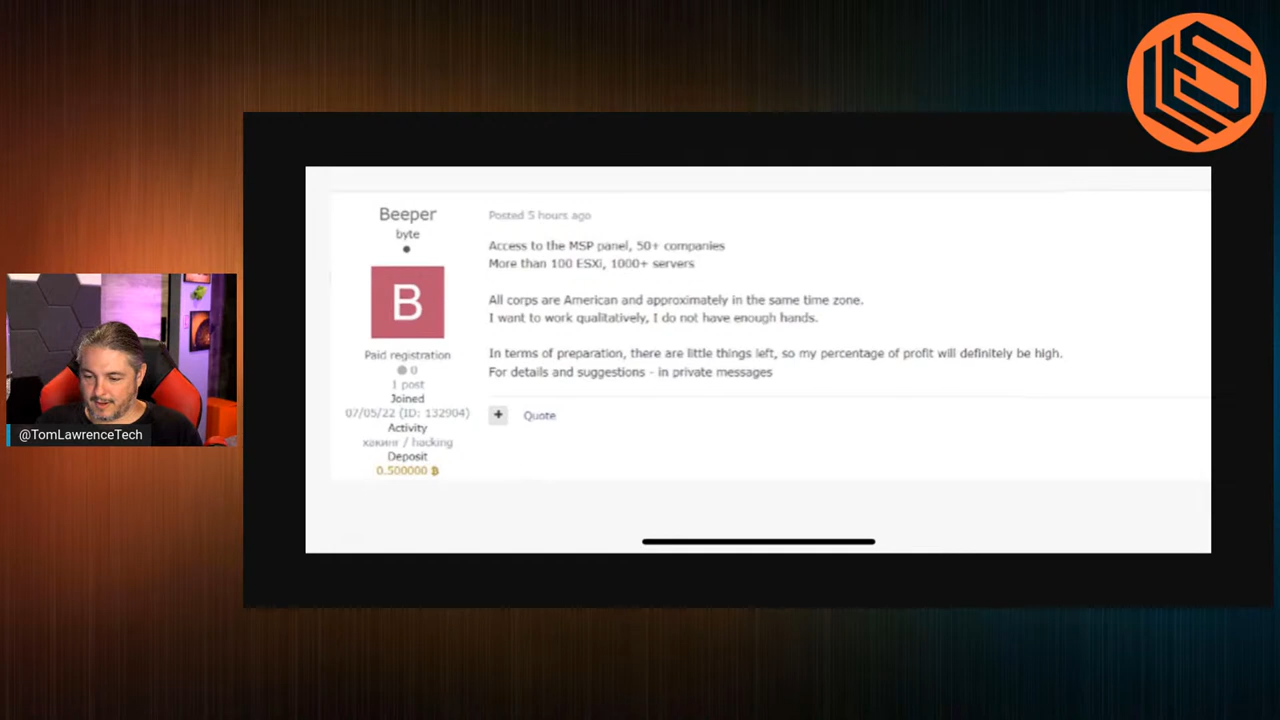 Beeper
byte
B
Paid registration
0
1 post
Joined
07/05/22 (ID: 132904)
Activity
хакинг / hacking
Deposit
0.500000 ₿
Posted 5 hours ago
Access to the MSP panel, 50+ companies
More than 100 ESXi, 1000+ servers
All corps are American and approximately in the same time zone.
I want to work qualitatively, I do not have enough hands.
In terms of preparation, there are little things left, so my percentage of profit will definitely be high.
For details and suggestions - in private messages
+ Quote
@TomLawrenceTech